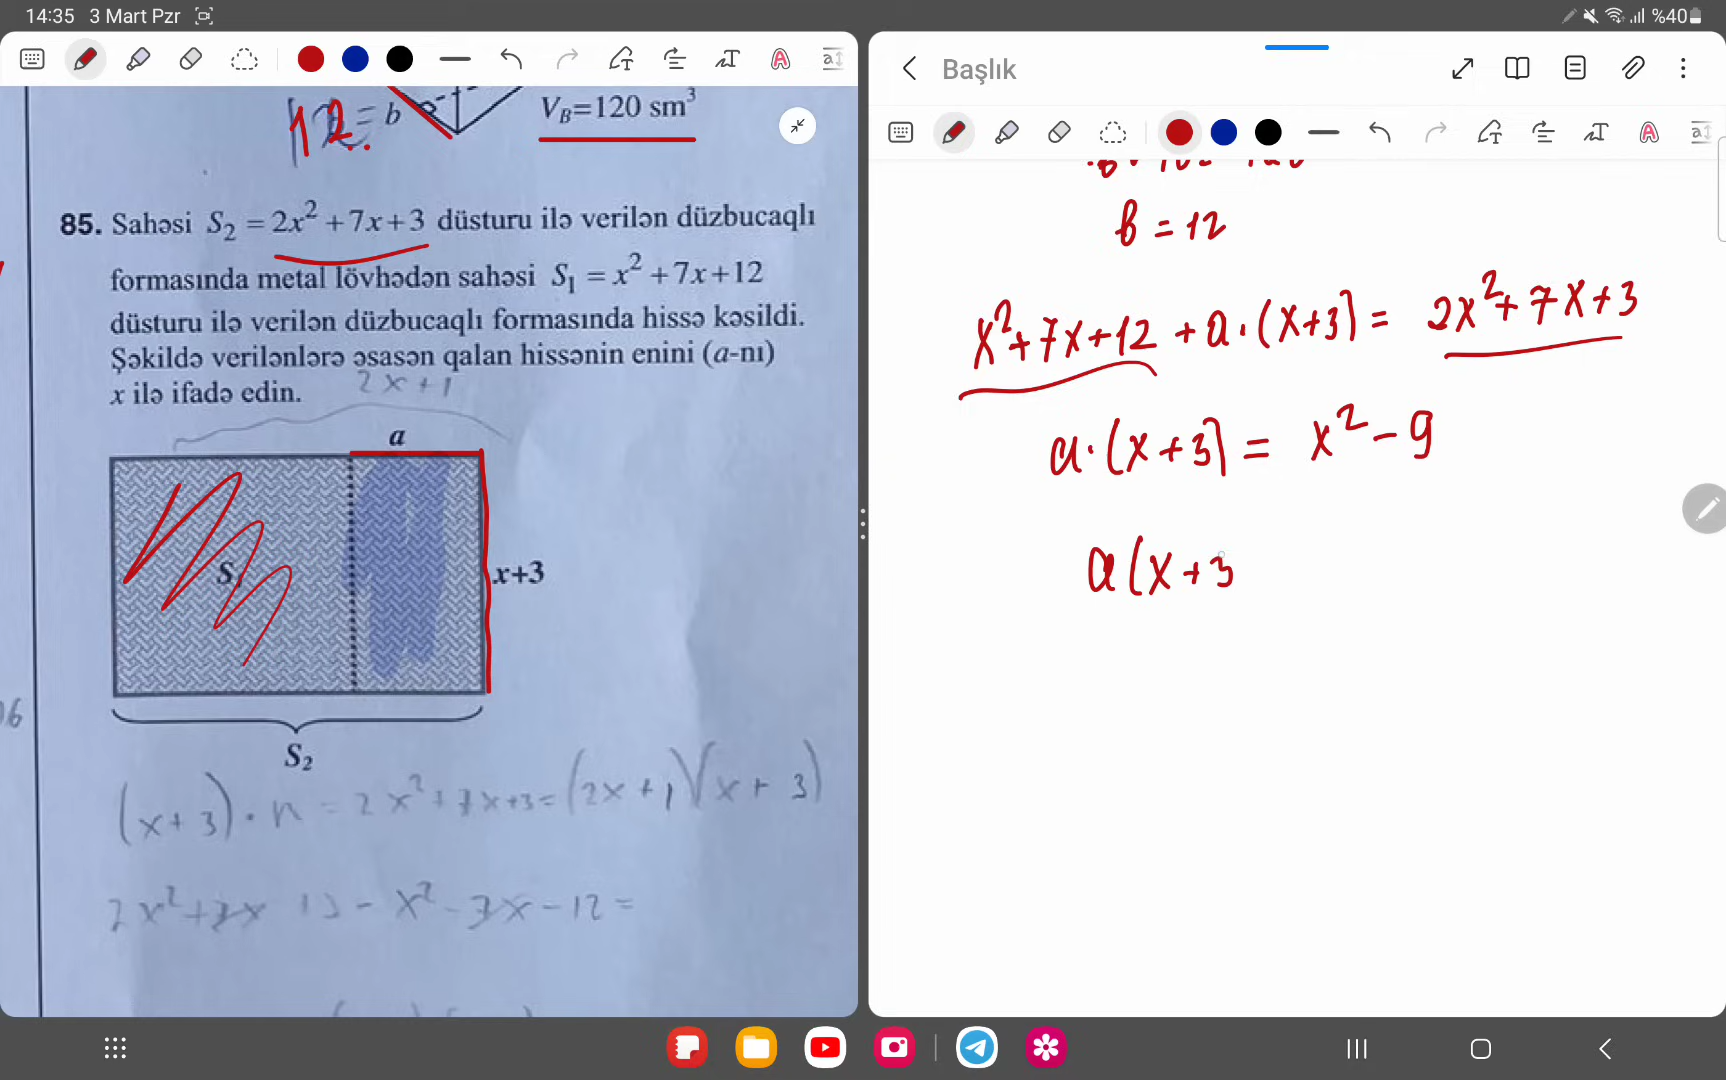 14:35 3 Mart Pzr %40
12. = b V_B=120 sm³
85. Sahəsi S₂ = 2x² + 7x + 3 düsturu ilə verilən düzbucaqlı
formasında metal lövhədən sahəsi S₁ = x² + 7x + 12
düsturu ilə verilən düzbucaqlı formasında hissə kəsildi.
Şəkildə verilənlərə əsasən qalan hissənin enini (a-nı)
x ilə ifadə edin.
2x+1
a
S
x+3
S₂
(x+3)·n = 2x²+7x+3 = (2x+1)(x+3)
06
Başlık
b = 12
x²+7x+12 + a·(x+3) = 2x²+7x+3
a·(x+3) = x²-9
a(x+3